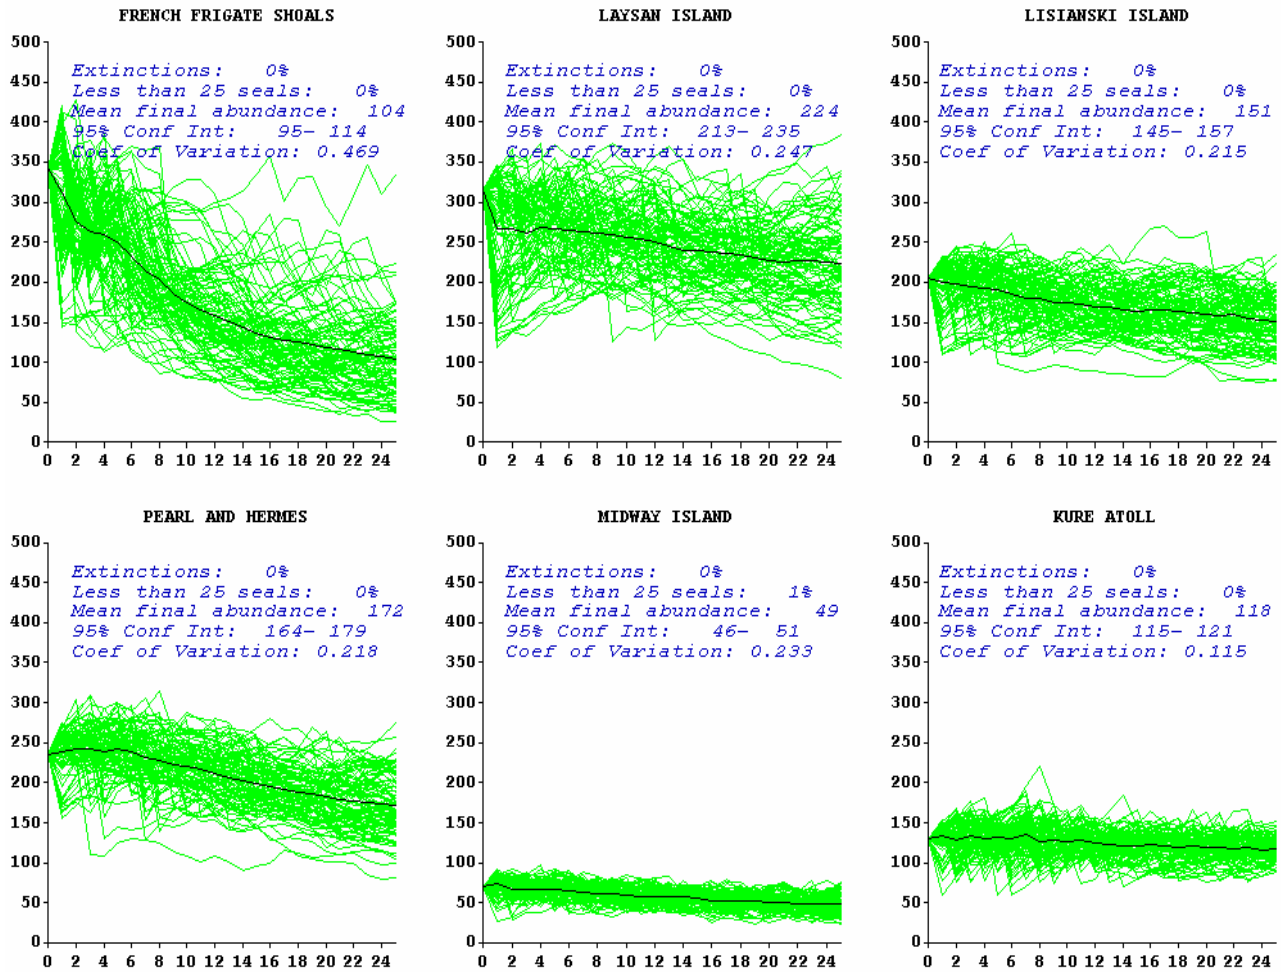 FRENCH FRIGATE SHOALS
500
450
400
350
300
250
200
150
100
50
0
Extinctions: 0%
Less than 25 seals: 0%
Mean final abundance: 104
95% Conf Int: 95- 114
Coef of Variation: 0.469
0 2 4 6 8 10 12 14 16 18 20 22 24
LAYSAN ISLAND
500
450
400
350
300
250
200
150
100
50
0
Extinctions: 0%
Less than 25 seals: 0%
Mean final abundance: 224
95% Conf Int: 213- 235
Coef of Variation: 0.247
0 2 4 6 8 10 12 14 16 18 20 22 24
LISIANSKI ISLAND
500
450
400
350
300
250
200
150
100
50
0
Extinctions: 0%
Less than 25 seals: 0%
Mean final abundance: 151
95% Conf Int: 145- 157
Coef of Variation: 0.215
0 2 4 6 8 10 12 14 16 18 20 22 24
PEARL AND HERMES
500
450
400
350
300
250
200
150
100
50
0
Extinctions: 0%
Less than 25 seals: 0%
Mean final abundance: 172
95% Conf Int: 164- 179
Coef of Variation: 0.218
0 2 4 6 8 10 12 14 16 18 20 22 24
MIDWAY ISLAND
500
450
400
350
300
250
200
150
100
50
0
Extinctions: 0%
Less than 25 seals: 1%
Mean final abundance: 49
95% Conf Int: 46- 51
Coef of Variation: 0.233
0 2 4 6 8 10 12 14 16 18 20 22 24
KURE ATOLL
500
450
400
350
300
250
200
150
100
50
0
Extinctions: 0%
Less than 25 seals: 0%
Mean final abundance: 118
95% Conf Int: 115- 121
Coef of Variation: 0.115
0 2 4 6 8 10 12 14 16 18 20 22 24